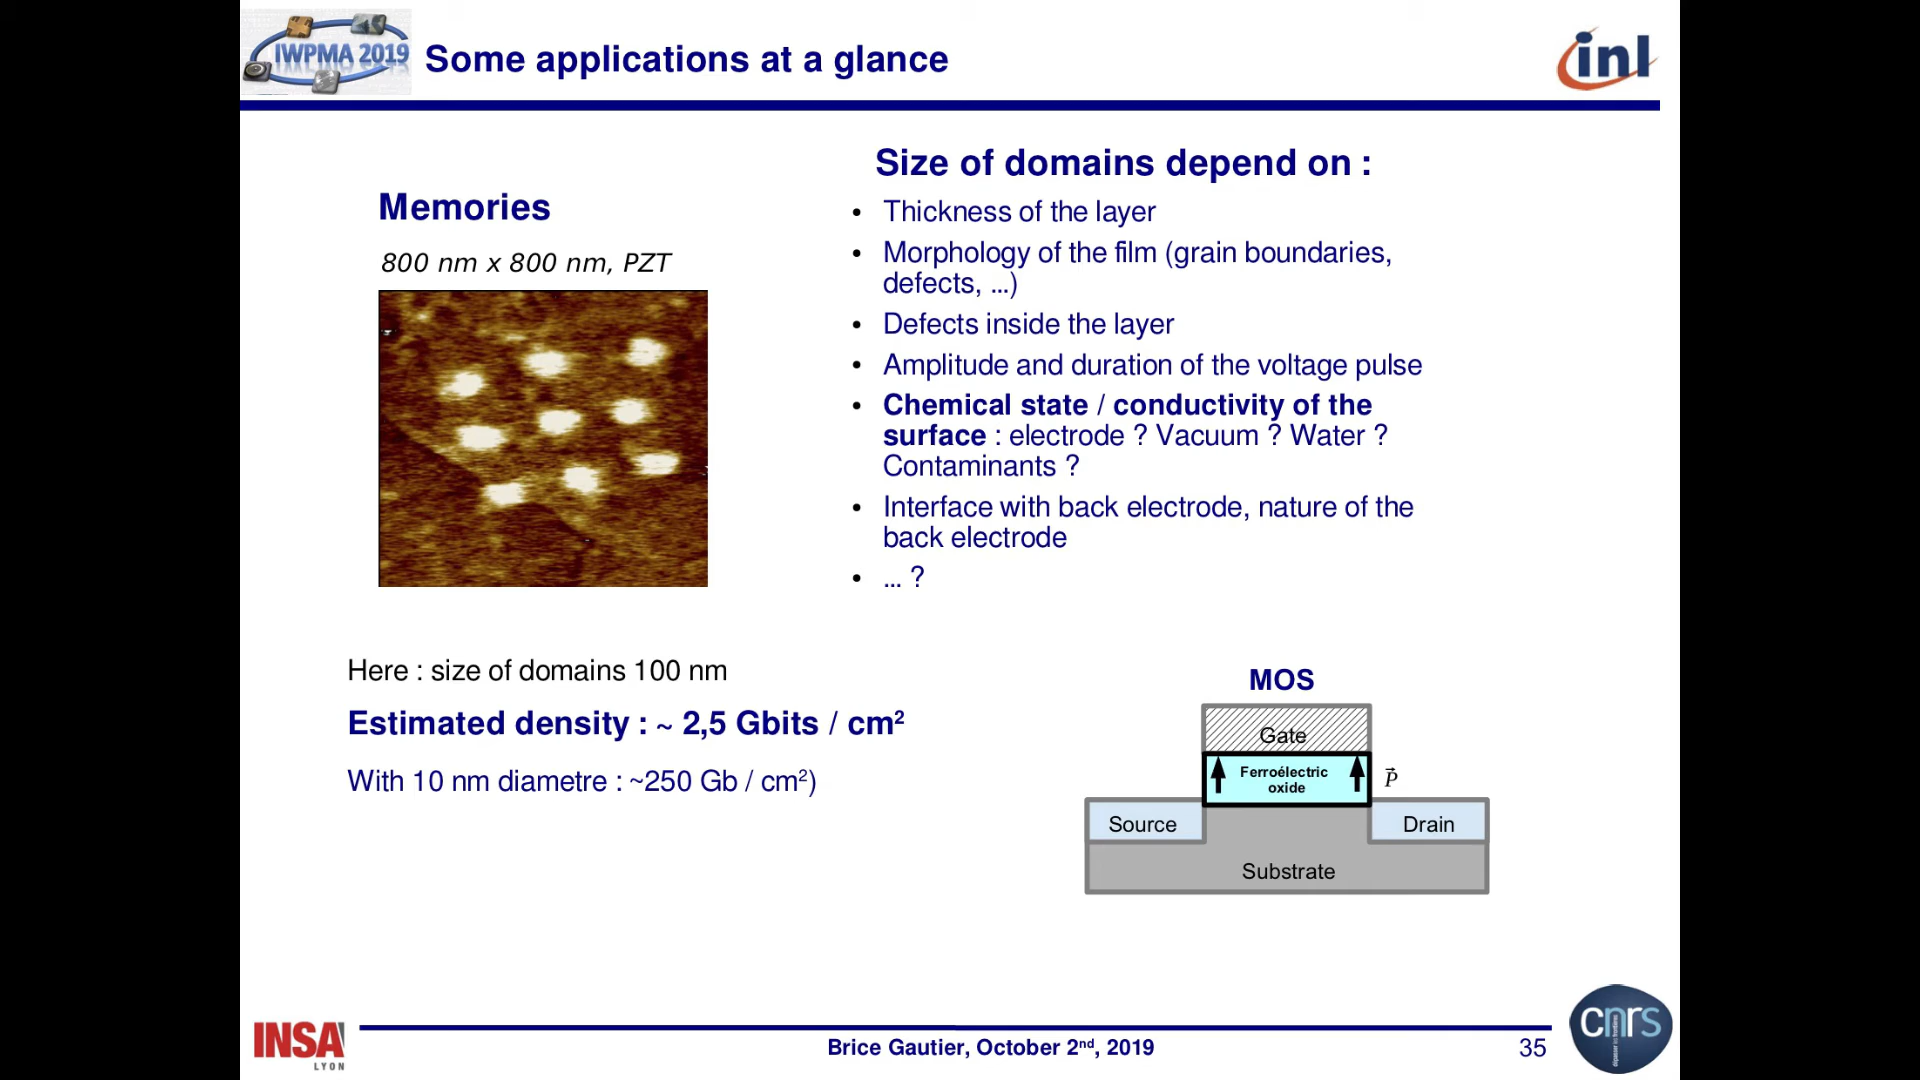 IWPMA 2019
Some applications at a glance
inl
Memories
800 nm x 800 nm, PZT
Size of domains depend on :
• Thickness of the layer
• Morphology of the film (grain boundaries,
defects, ...)
• Defects inside the layer
• Amplitude and duration of the voltage pulse
• Chemical state / conductivity of the
surface : electrode ? Vacuum ? Water ?
Contaminants ?
• Interface with back electrode, nature of the
back electrode
• ... ?
Here : size of domains 100 nm
Estimated density : ~ 2,5 Gbits / cm²
With 10 nm diametre : ~250 Gb / cm²)
MOS
Gate
Ferroélectric
oxide
P⃗
Source
Drain
Substrate
INSA
LYON
Brice Gautier, October 2nd, 2019
35
cnrs